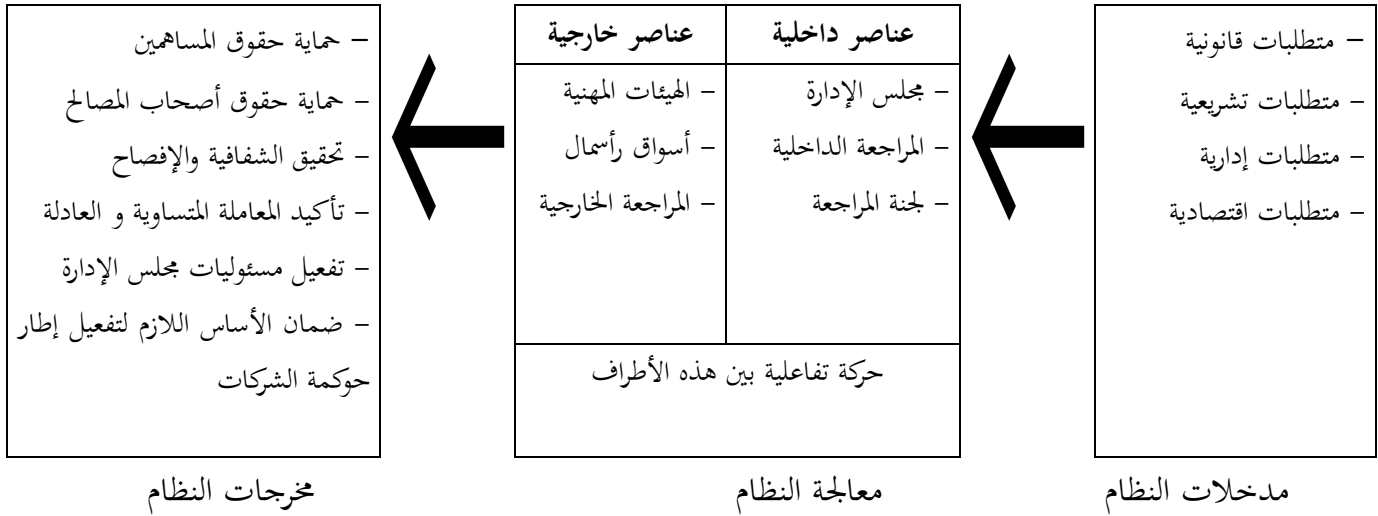 – متطلبات قانونية
– متطلبات تشريعية
– متطلبات إدارية
– متطلبات اقتصادية
مدخلات النظام
عناصر داخلية
– مجلس الإدارة
– المراجعة الداخلية
– لجنة المراجعة
عناصر خارجية
– الهيئات المهنية
– أسواق رأسمال
– المراجعة الخارجية
حركة تفاعلية بين هذه الأطراف
معالجة النظام
– حماية حقوق المساهمين
– حماية حقوق أصحاب المصالح
– تحقيق الشفافية والإفصاح
– تأكيد المعاملة المتساوية و العادلة
– تفعيل مسئوليات مجلس الإدارة
– ضمان الأساس اللازم لتفعيل إطار
حوكمة الشركات
مخرجات النظام